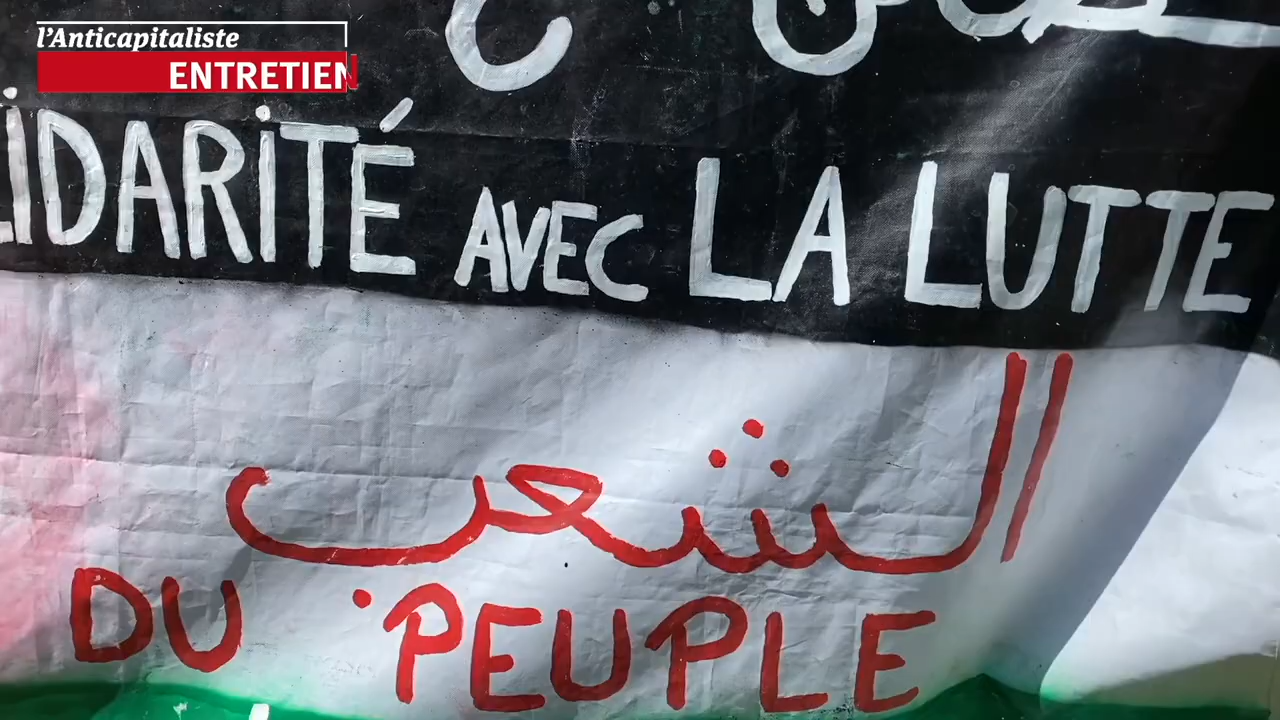 l'Anticapitaliste
ENTRETIEN
LIDARITÉ AVEC LA LUTTE
الشعب
DU PEUPLE